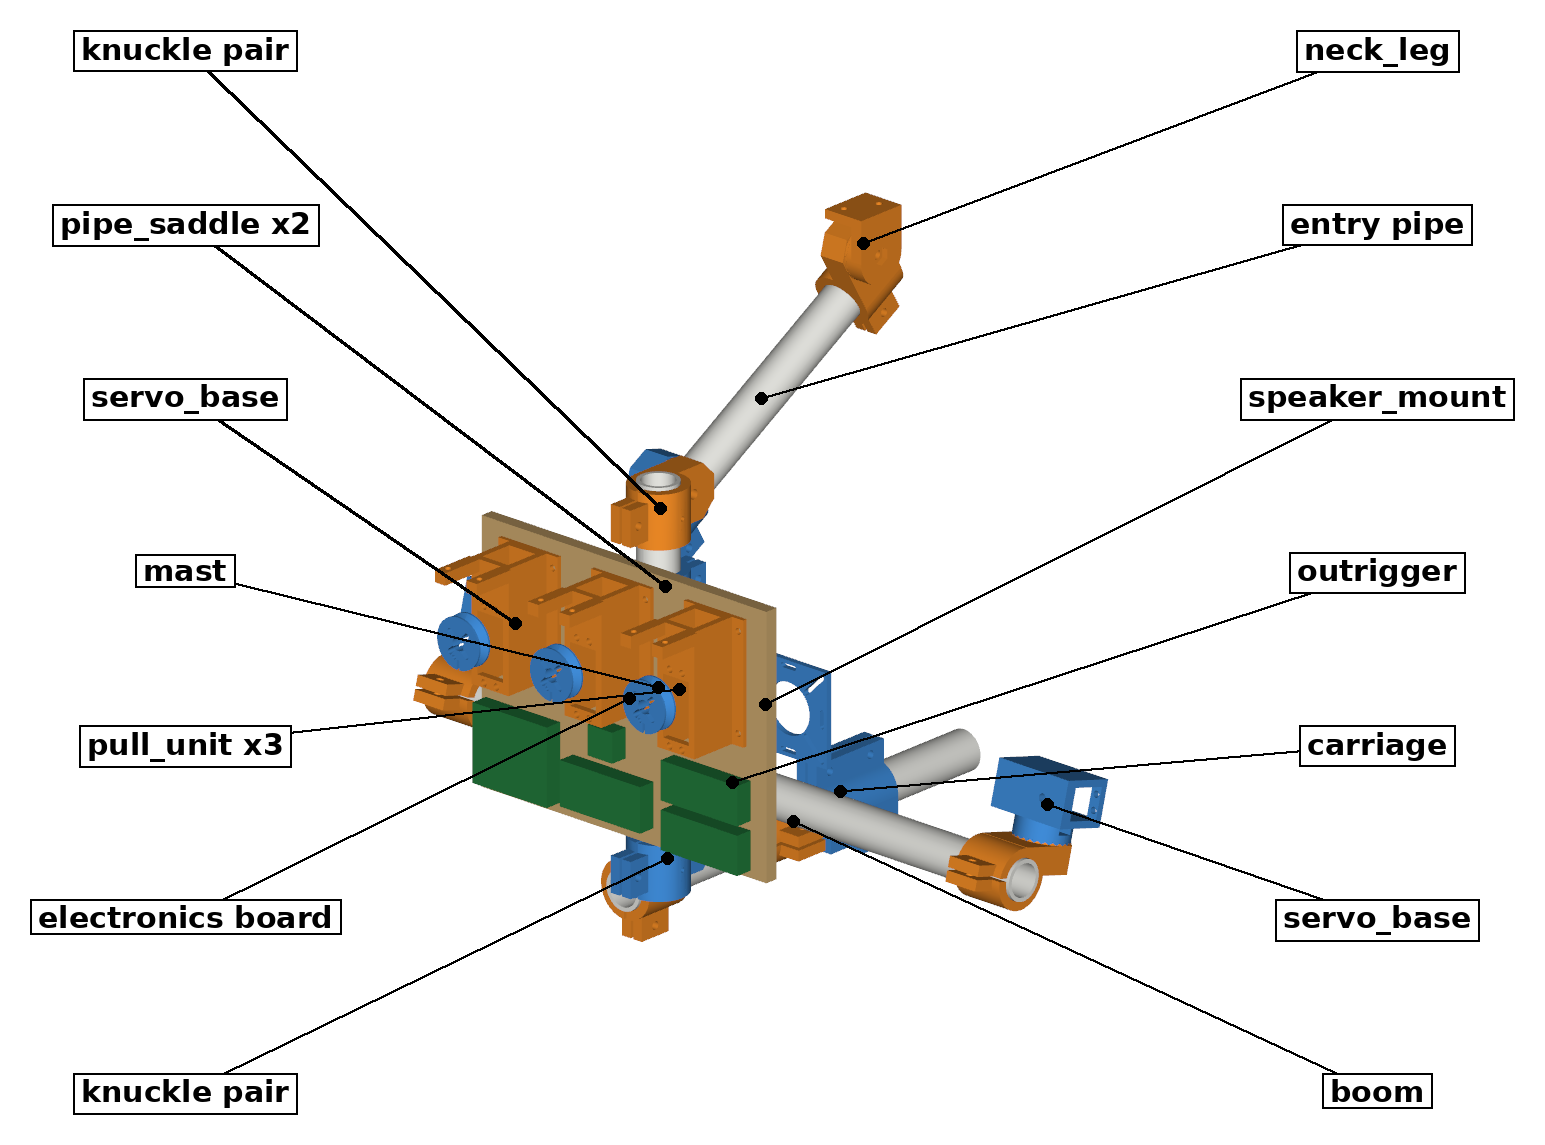 knuckle pair
neck_leg
pipe_saddle x2
entry pipe
servo_base
speaker_mount
mast
outrigger
pull_unit x3
carriage
electronics board
servo_base
knuckle pair
boom